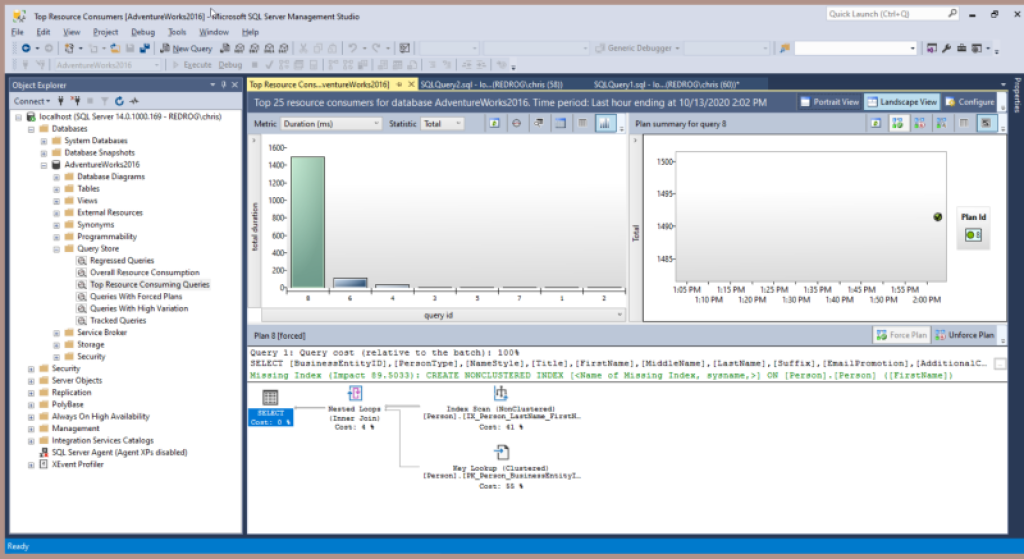 Top Resource Consumers [AdventureWorks2016] - Microsoft SQL Server Management Studio
Quick Launch (Ctrl+Q)
File Edit View Project Debug Tools Window Help
New Query
Generic Debugger
AdventureWorks2016
Execute Debug
Object Explorer
Top Resource Cons...ventureWorks2016]
SQLQuery2.sql - lo...(REDROG\chris (58))
SQLQuery1.sql - lo...(REDROG\chris (60))*
Properties
Connect
Top 25 resource consumers for database AdventureWorks2016. Time period: Last hour ending at 10/13/2020 2:02 PM
Portrait View
Landscape View
Configure
localhost (SQL Server 14.0.1000.169 - REDROG\chris)
Databases
System Databases
Database Snapshots
AdventureWorks2016
Database Diagrams
Tables
Views
External Resources
Synonyms
Programmability
Query Store
Regressed Queries
Overall Resource Consumption
Top Resource Consuming Queries
Queries With Forced Plans
Queries With High Variation
Tracked Queries
Service Broker
Storage
Security
Security
Server Objects
Replication
PolyBase
Always On High Availability
Management
Integration Services Catalogs
SQL Server Agent (Agent XPs disabled)
XEvent Profiler
Metric Duration (ms) Statistic Total
1600
1400
1200
1000
800
600
400
200
0
total duration
8 6 4 3 5 7 1 2
query id
Plan summary for query 8
1500
1495
1490
1485
Total
1:05 PM 1:15 PM 1:25 PM 1:35 PM 1:45 PM 1:55 PM
1:10 PM 1:20 PM 1:30 PM 1:40 PM 1:50 PM 2:00 PM
Plan Id
8
Plan 8 [forced]
Force Plan
Unforce Plan
Query 1: Query cost (relative to the batch): 100%
SELECT [BusinessEntityID],[PersonType],[NameStyle],[Title],[FirstName],[MiddleName],[LastName],[Suffix],[EmailPromotion],[AdditionalC...
Missing Index (Impact 89.5033): CREATE NONCLUSTERED INDEX [<Name of Missing Index, sysname,>] ON [Person].[Person] ([FirstName])
SELECT
Cost: 0 %
Nested Loops
(Inner Join)
Cost: 4 %
Index Scan (NonClustered)
[Person].[IX_Person_LastName_FirstN...
Cost: 41 %
Key Lookup (Clustered)
[Person].[PK_Person_BusinessEntityI...
Cost: 55 %
Ready